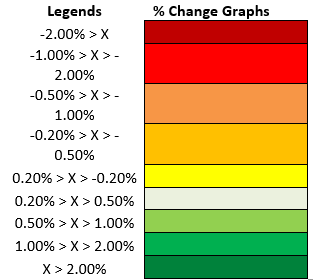 Legends % Change Graphs
-2.00% > X
-1.00% > X > -
2.00%
-0.50% > X > -
1.00%
-0.20% > X > -
0.50%
0.20% > X > -0.20%
0.20% > X > 0.50%
0.50% > X > 1.00%
1.00% > X > 2.00%
X > 2.00%